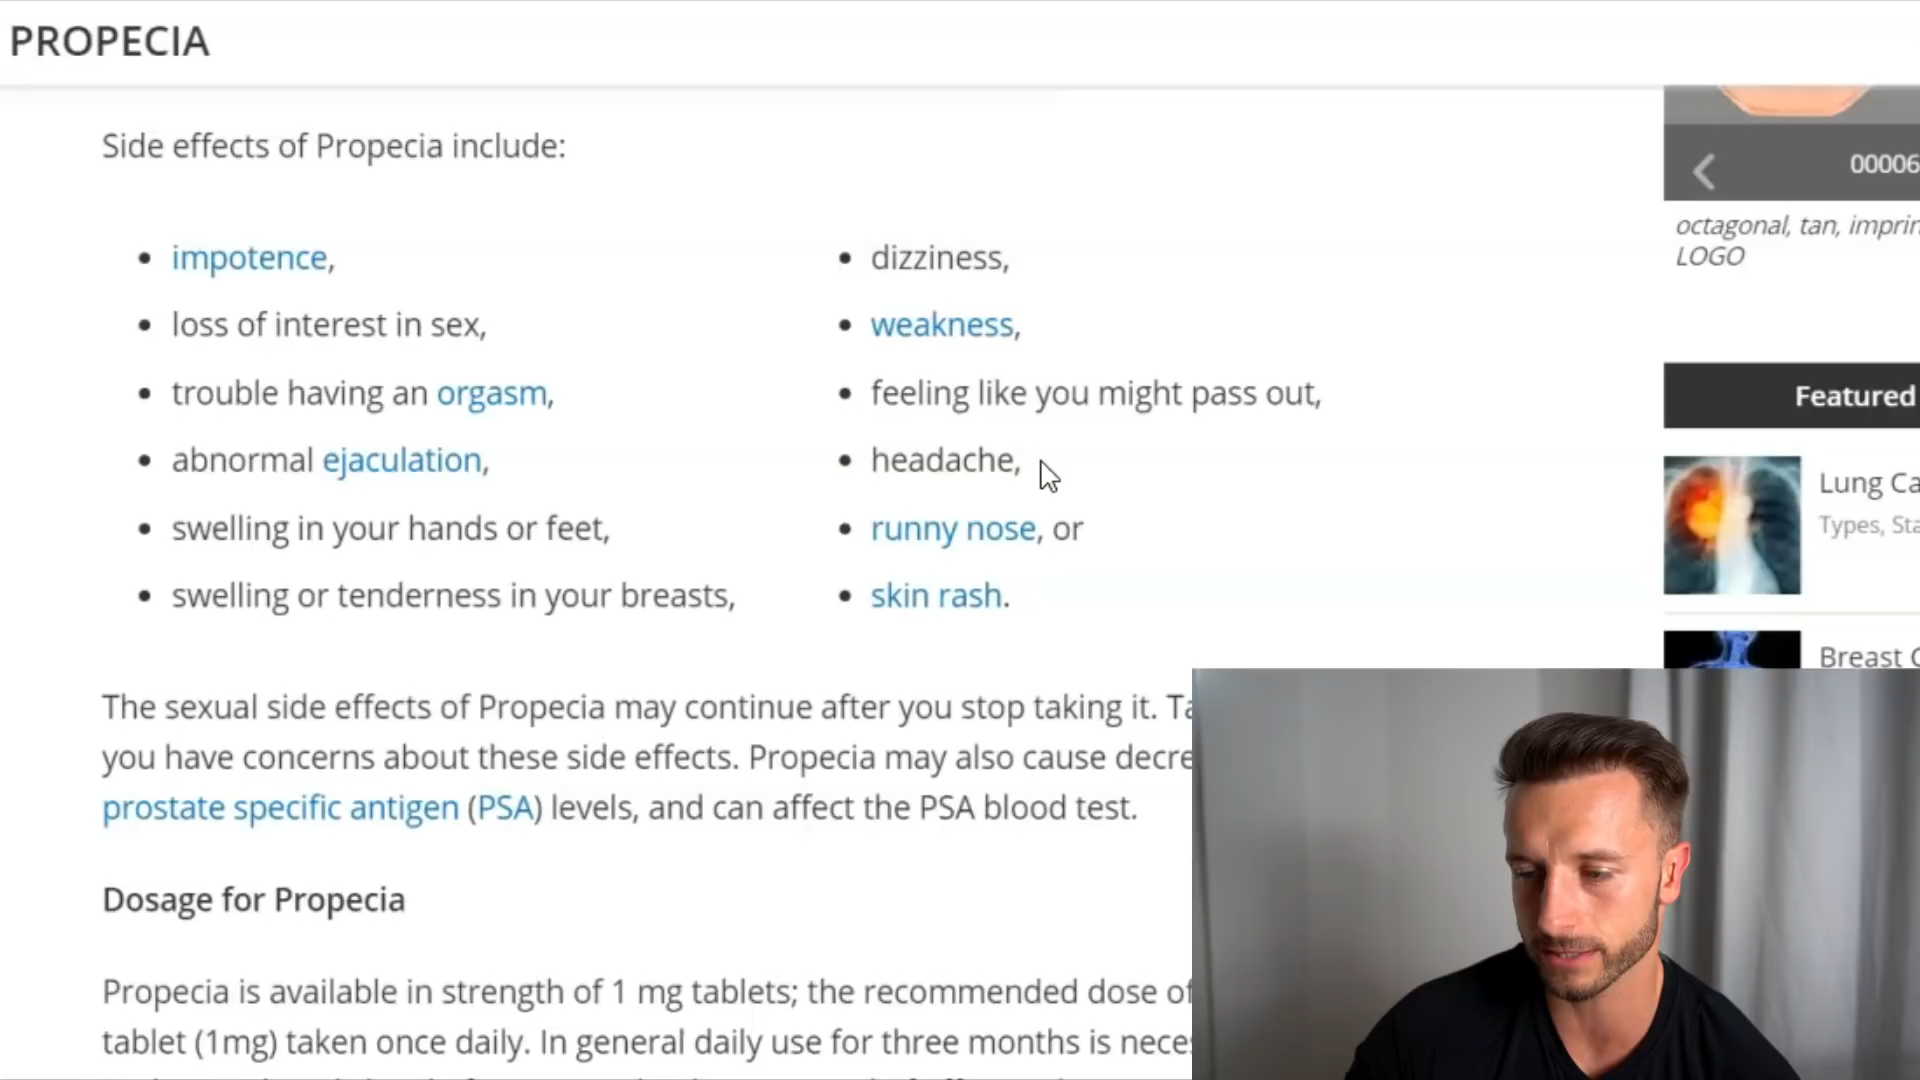 PROPECIA
Side effects of Propecia include:
impotence,
loss of interest in sex,
trouble having an orgasm,
abnormal ejaculation,
swelling in your hands or feet,
swelling or tenderness in your breasts,
dizziness,
weakness,
feeling like you might pass out,
headache,
runny nose, or
skin rash.
The sexual side effects of Propecia may continue after you stop taking it.
you have concerns about these side effects. Propecia may also cause
prostate specific antigen (PSA) levels, and can affect the PSA blood test.
Dosage for Propecia
Propecia is available in strength of 1 mg tablets; the recommended dose of
tablet (1mg) taken once daily. In general daily use for three months is
00006
octagonal, tan,
LOGO
Featured
Lung
Types,
Breast